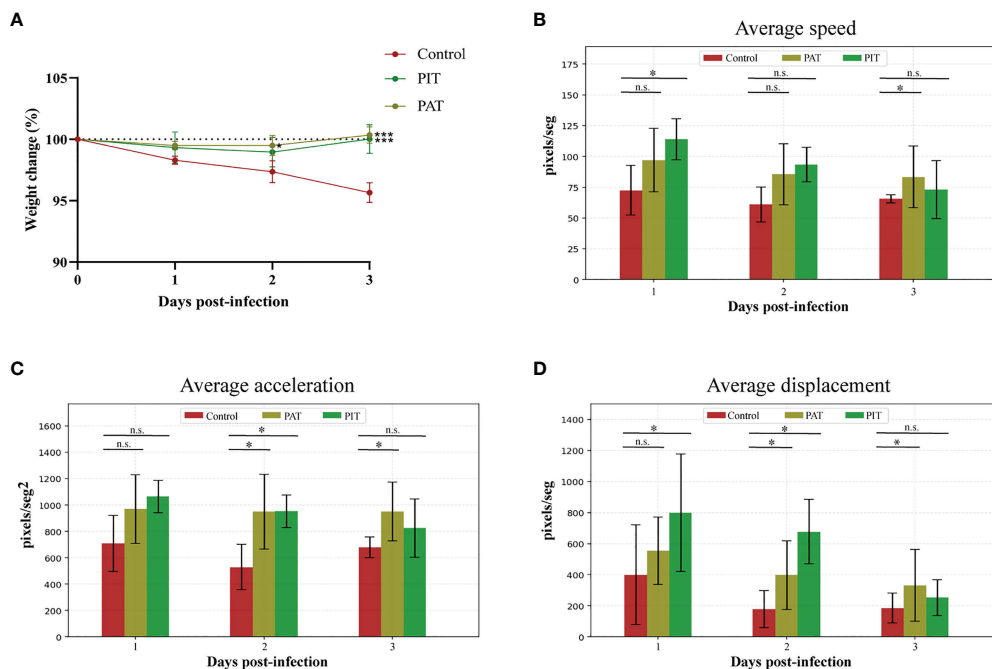 A
Control
PIT
PAT
Weight change (%)
105
100
95
90
*
***
***
0 1 2 3
Days post-infection
B
Average speed
Control PAT PIT
pixels/seg
175
150
125
100
75
50
25
0
* n.s. n.s.
n.s. n.s. *
1 2 3
Days post-infection
C
Average acceleration
Control PAT PIT
pixels/seg2
1600
1400
1200
1000
800
600
400
200
0
n.s. * n.s.
n.s. * *
1 2 3
Days post-infection
D
Average displacement
Control PAT PIT
pixels/seg
1400
1200
1000
800
600
400
200
0
* * n.s.
n.s. * *
1 2 3
Days post-infection